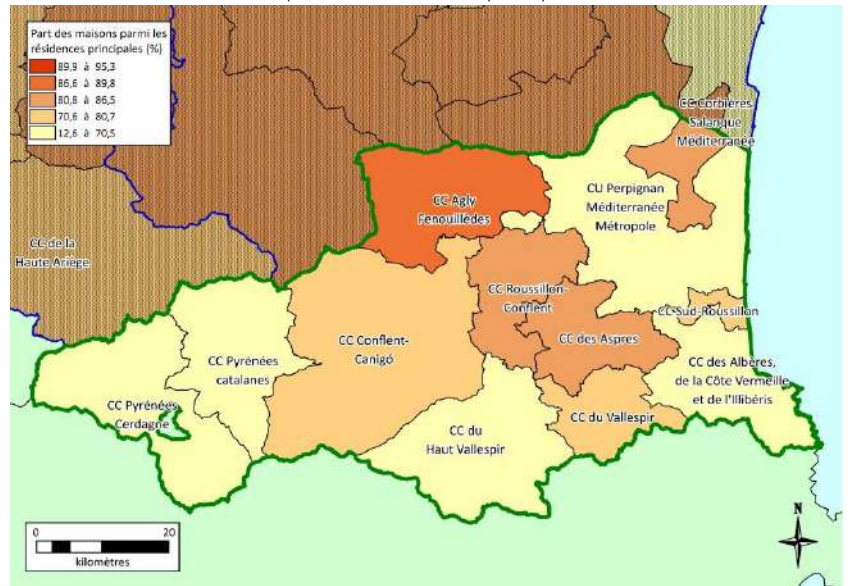 Part des maisons parmi les
résidences principales (%)
89,9 à 95,3
86,6 à 89,8
80,8 à 86,5
70,6 à 80,7
12,6 à 70,5
CC Corbières
Salanque
Méditerranée
CC Agly
Fenouillèdes
CU Perpignan
Méditerranée
Métropole
CC de la
Haute Ariège
CC Roussillon-
Conflent
CC Sud-Roussillon
CC Conflent-
Canigó
CC des Aspres
CC Pyrénées
catalanes
CC des Albères,
de la Côte Vermeille
et de l'Illibéris
CC Pyrénées
Cerdagne
CC du Vallespir
CC du
Haut Vallespir
0 20
kilomètres
N